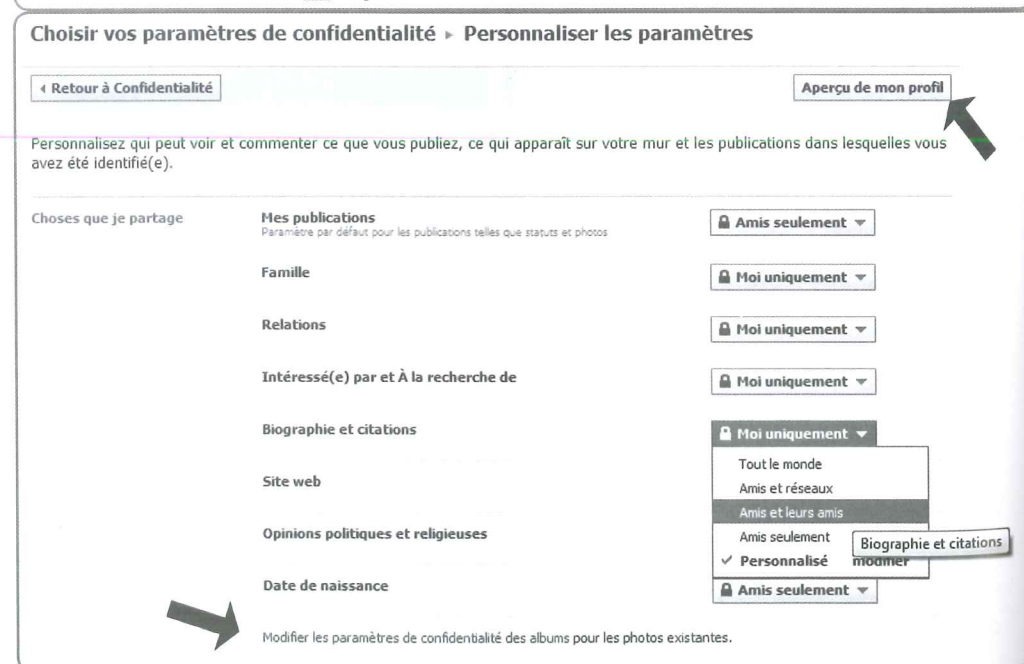 Choisir vos paramètres de confidentialité ▸ Personnaliser les paramètres
◂ Retour à Confidentialité
Aperçu de mon profil
Personnalisez qui peut voir et commenter ce que vous publiez, ce qui apparaît sur votre mur et les publications dans lesquelles vous
avez été identifié(e).
Choses que je partage
Mes publications
Amis seulement
Paramètre par défaut pour les publications telles que statuts et photos
Famille
Moi uniquement
Relations
Moi uniquement
Intéressé(e) par et À la recherche de
Moi uniquement
Biographie et citations
Moi uniquement
Tout le monde
Site web
Amis et réseaux
Amis et leurs amis
Opinions politiques et religieuses
Amis seulement
Biographie et citations
✓ Personnalisé modifier
Date de naissance
Amis seulement
Modifier les paramètres de confidentialité des albums pour les photos existantes.